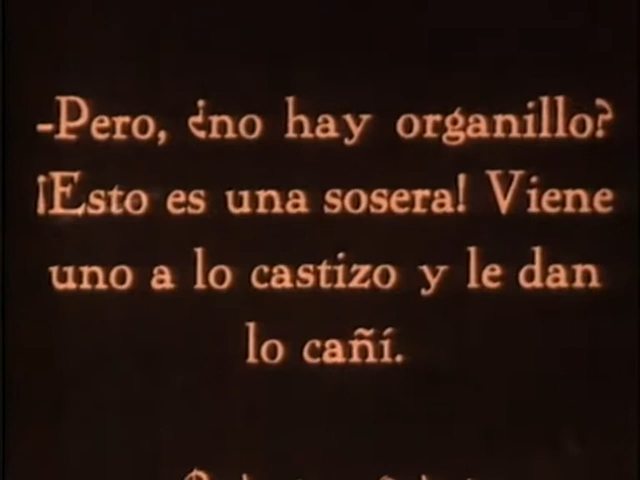 -Pero, ¿no hay organillo?
¡Esto es una sosera! Viene
uno a lo castizo y le dan
lo cañí.